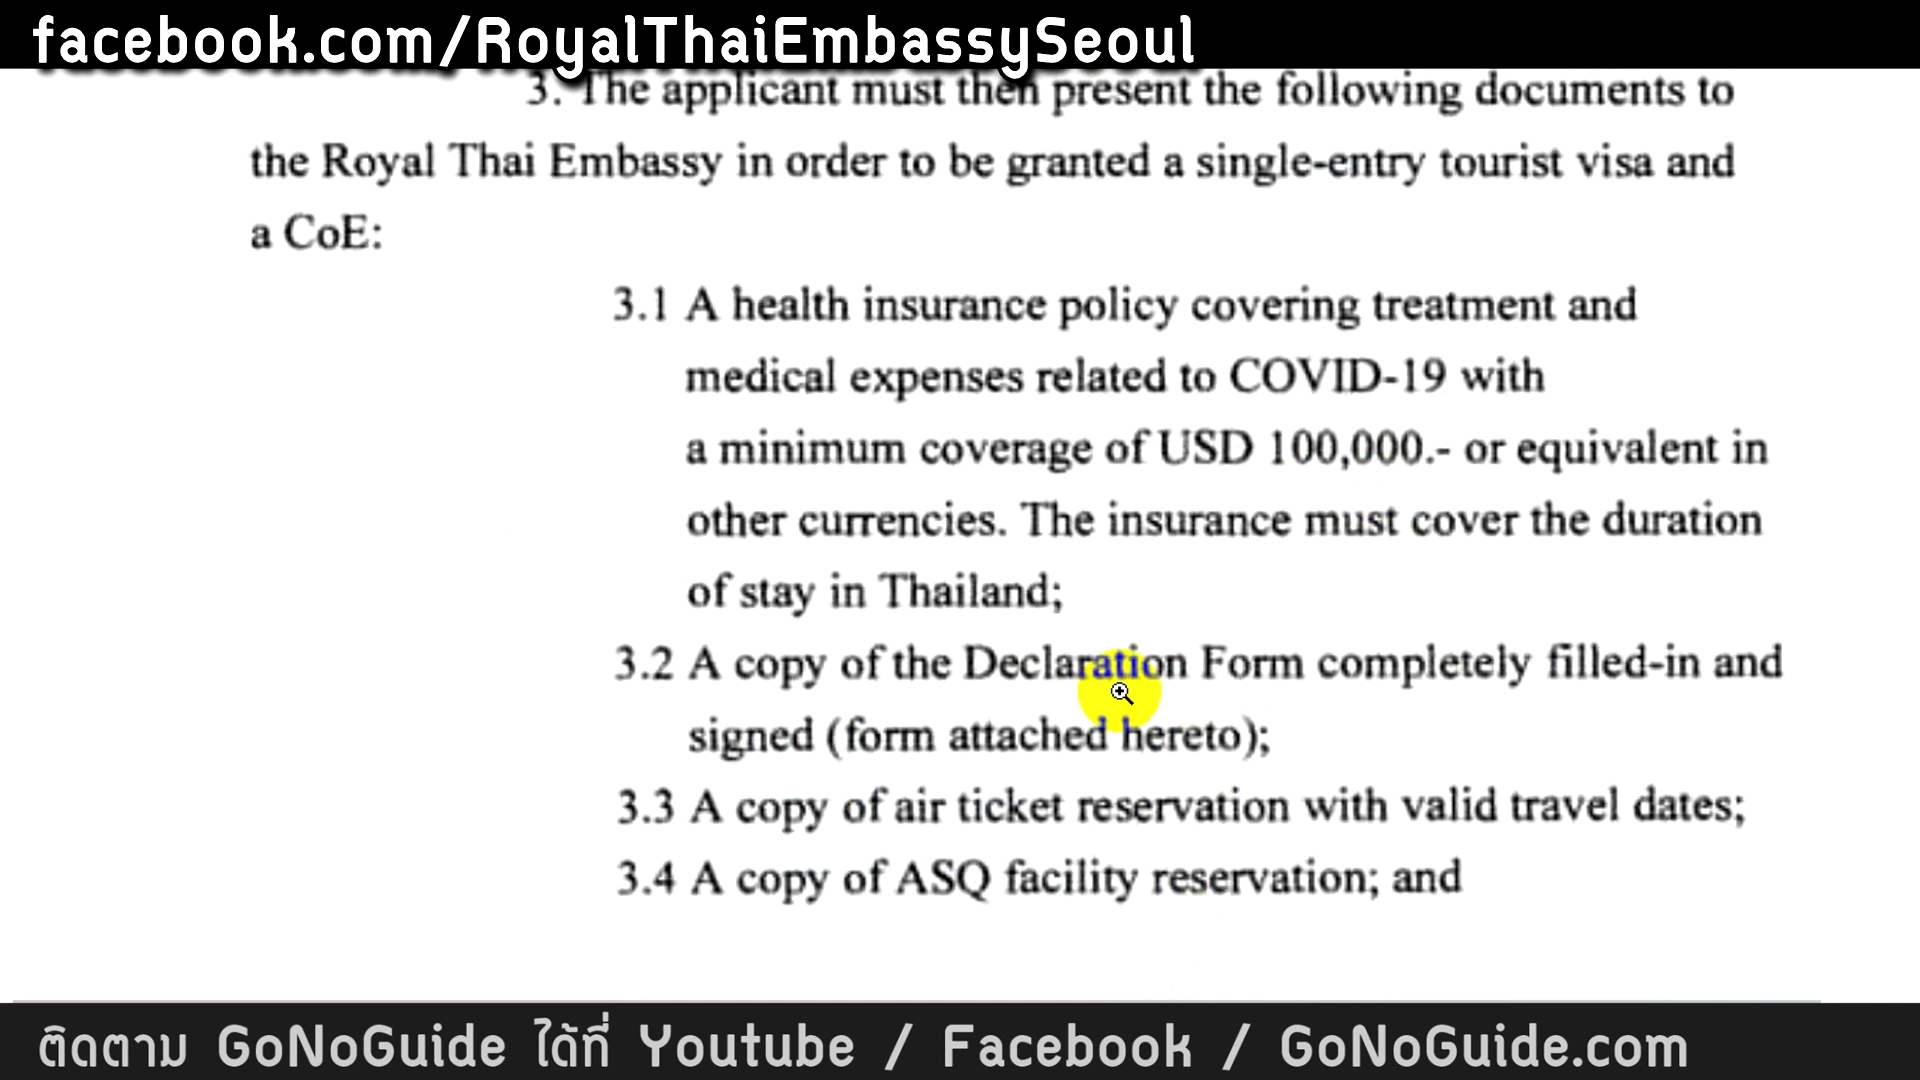 facebook.com/RoyalThaiEmbassySeoul
3. The applicant must then present the following documents to
the Royal Thai Embassy in order to be granted a single-entry tourist visa and
a CoE:
3.1 A health insurance policy covering treatment and
medical expenses related to COVID-19 with
a minimum coverage of USD 100,000.- or equivalent in
other currencies. The insurance must cover the duration
of stay in Thailand;
3.2 A copy of the Declaration Form completely filled-in and
signed (form attached hereto);
3.3 A copy of air ticket reservation with valid travel dates;
3.4 A copy of ASQ facility reservation; and
ติดตาม GoNoGuide ได้ที่ Youtube / Facebook / GoNoGuide.com